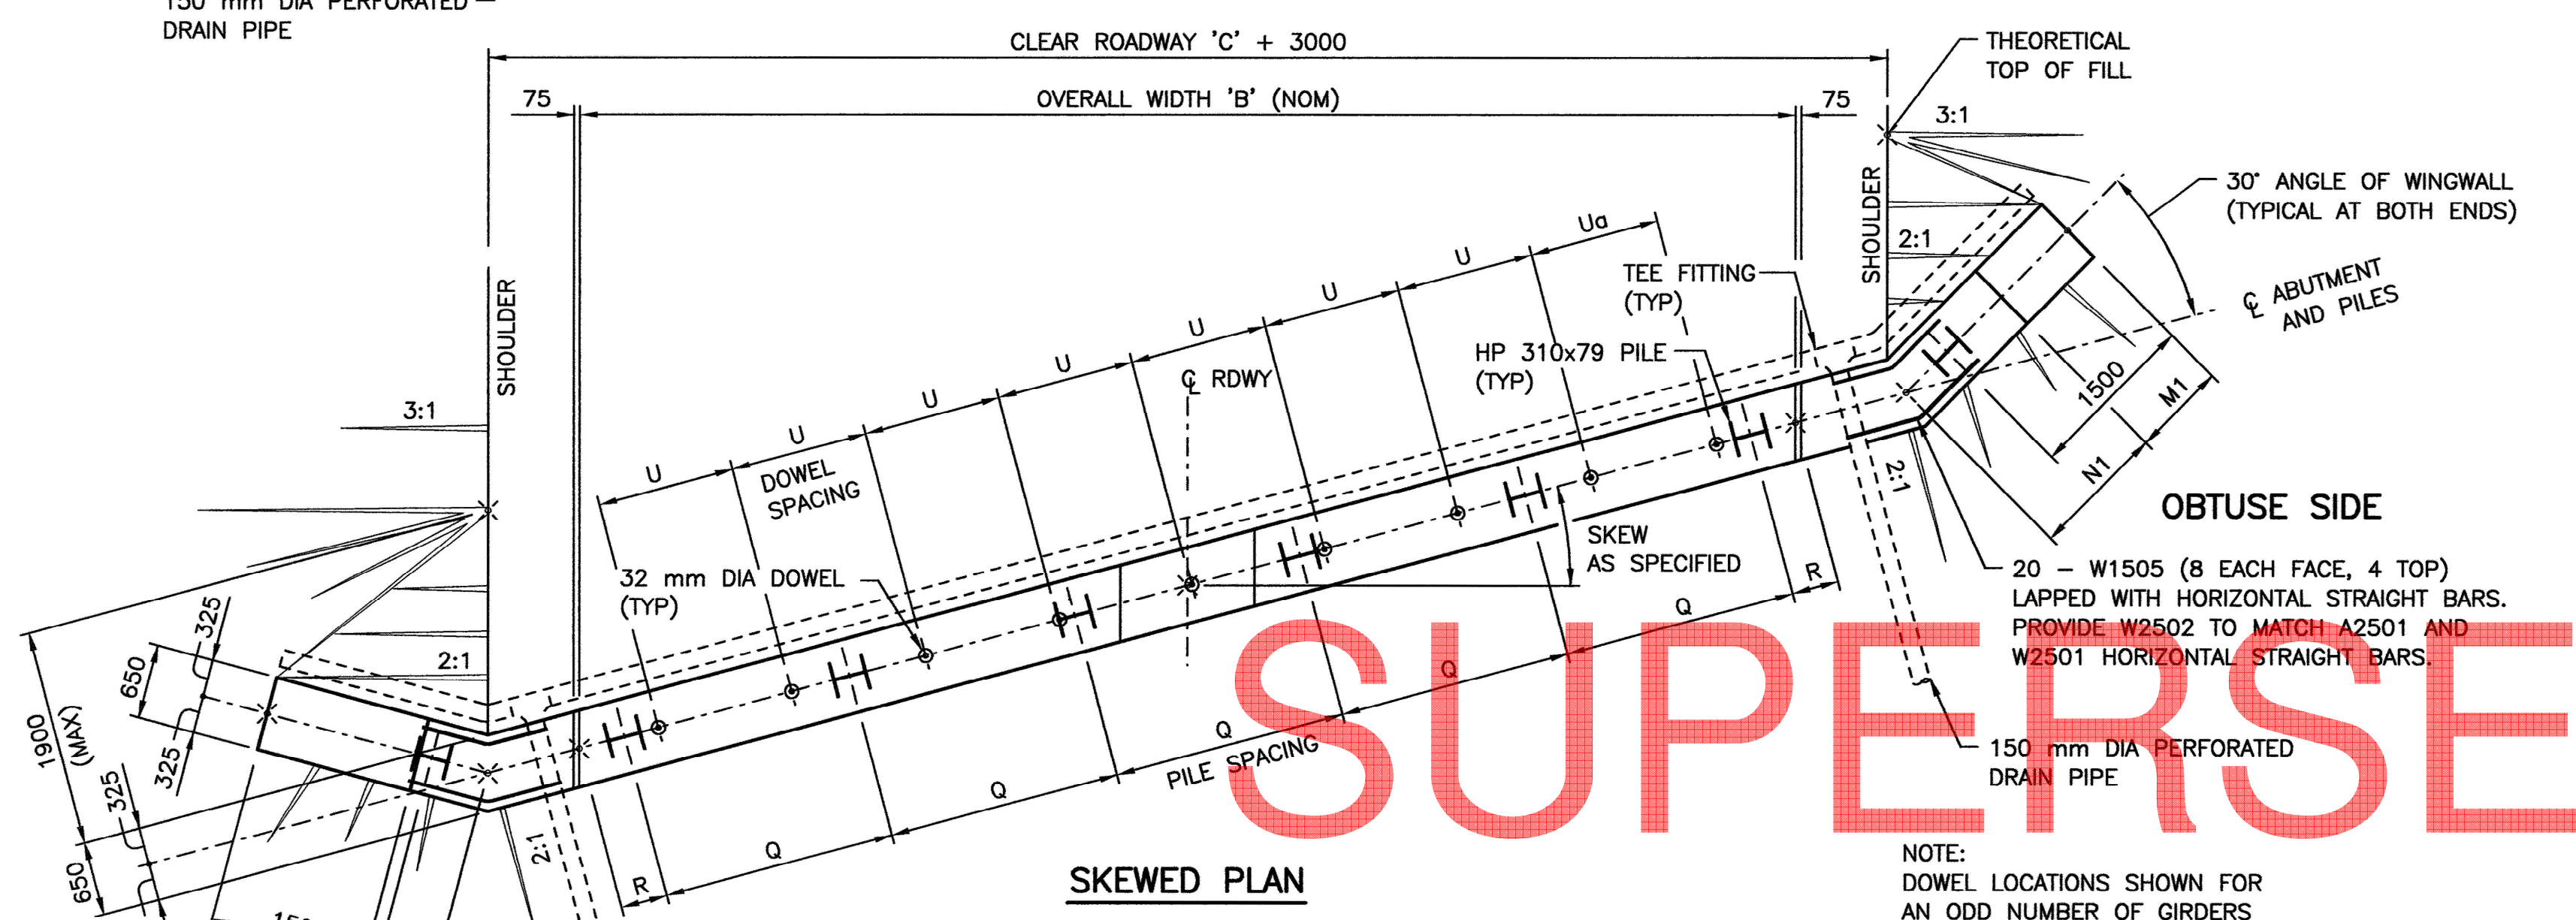 150 mm DIA PERFORATED
DRAIN PIPE
CLEAR ROADWAY 'C' + 3000
75
OVERALL WIDTH 'B' (NOM)
75
THEORETICAL
TOP OF FILL
3:1
30° ANGLE OF WINGWALL
(TYPICAL AT BOTH ENDS)
SHOULDER
2:1
Ua
U
U
U
U
U
U
U
TEE FITTING
(TYP)
℄ ABUTMENT
AND PILES
SHOULDER
HP 310x79 PILE
(TYP)
℄ RDWY
3:1
1500
M1
N1
DOWEL
SPACING
2:1
OBTUSE SIDE
SKEW
AS SPECIFIED
32 mm DIA DOWEL
(TYP)
R
20 – W1505 (8 EACH FACE, 4 TOP)
LAPPED WITH HORIZONTAL STRAIGHT BARS.
PROVIDE W2502 TO MATCH A2501 AND
W2501 HORIZONTAL STRAIGHT BARS.
325
650
2:1
Q
Q
Q
Q
Q
PILE SPACING
1900
(MAX)
325
325
650
150 mm DIA PERFORATED
DRAIN PIPE
2:1
R
SKEWED PLAN
SUPERSE
NOTE:
DOWEL LOCATIONS SHOWN FOR
AN ODD NUMBER OF GIRDERS